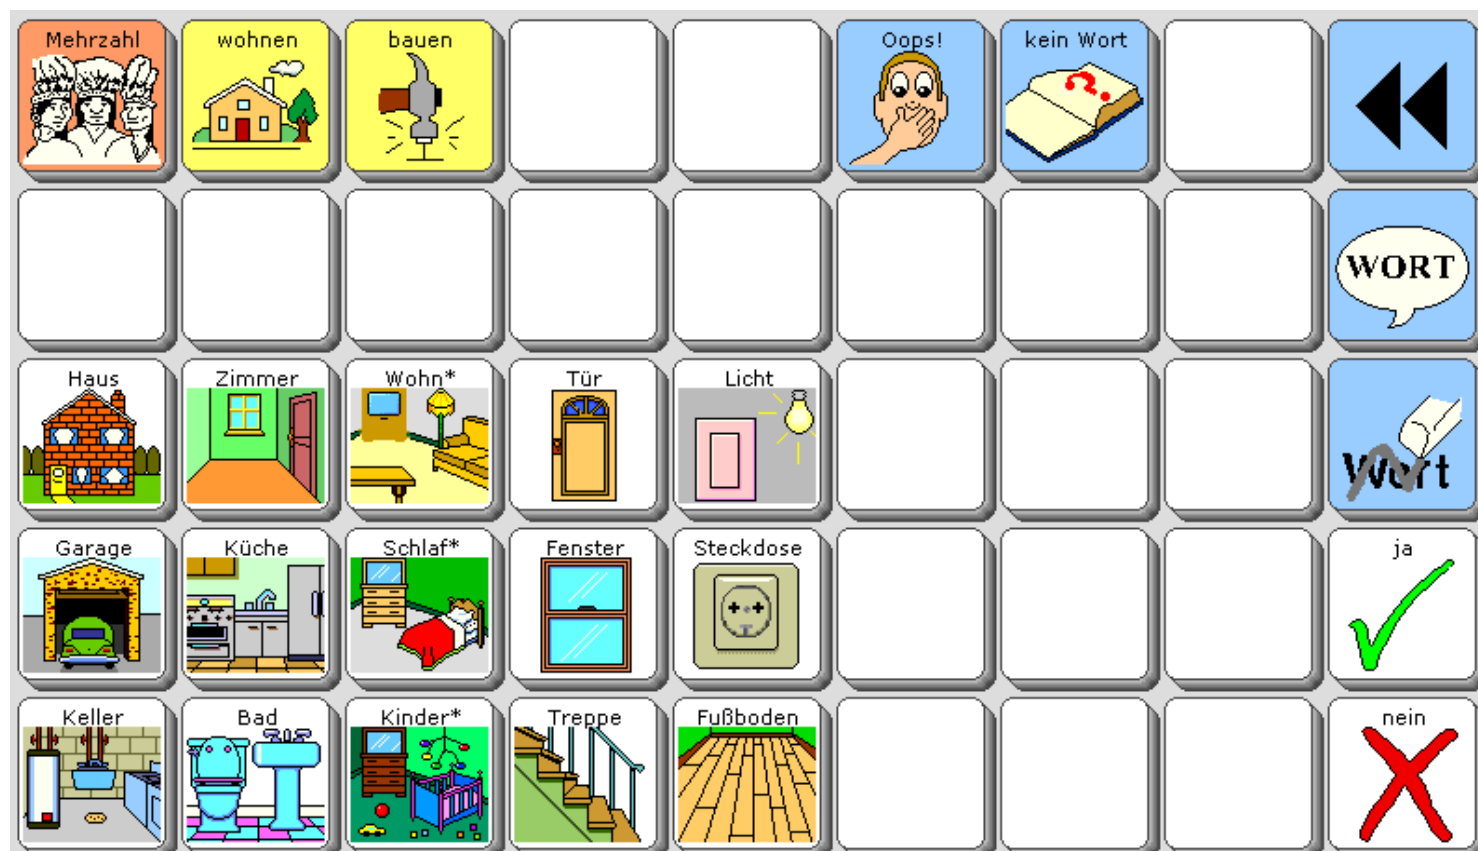 Mehrzahl
wohnen
bauen
Oops!
kein Wort
WORT
Haus
Zimmer
Wohn*
Tür
Licht
Wort
Garage
Küche
Schlaf*
Fenster
Steckdose
ja
Keller
Bad
Kinder*
Treppe
Fußboden
nein